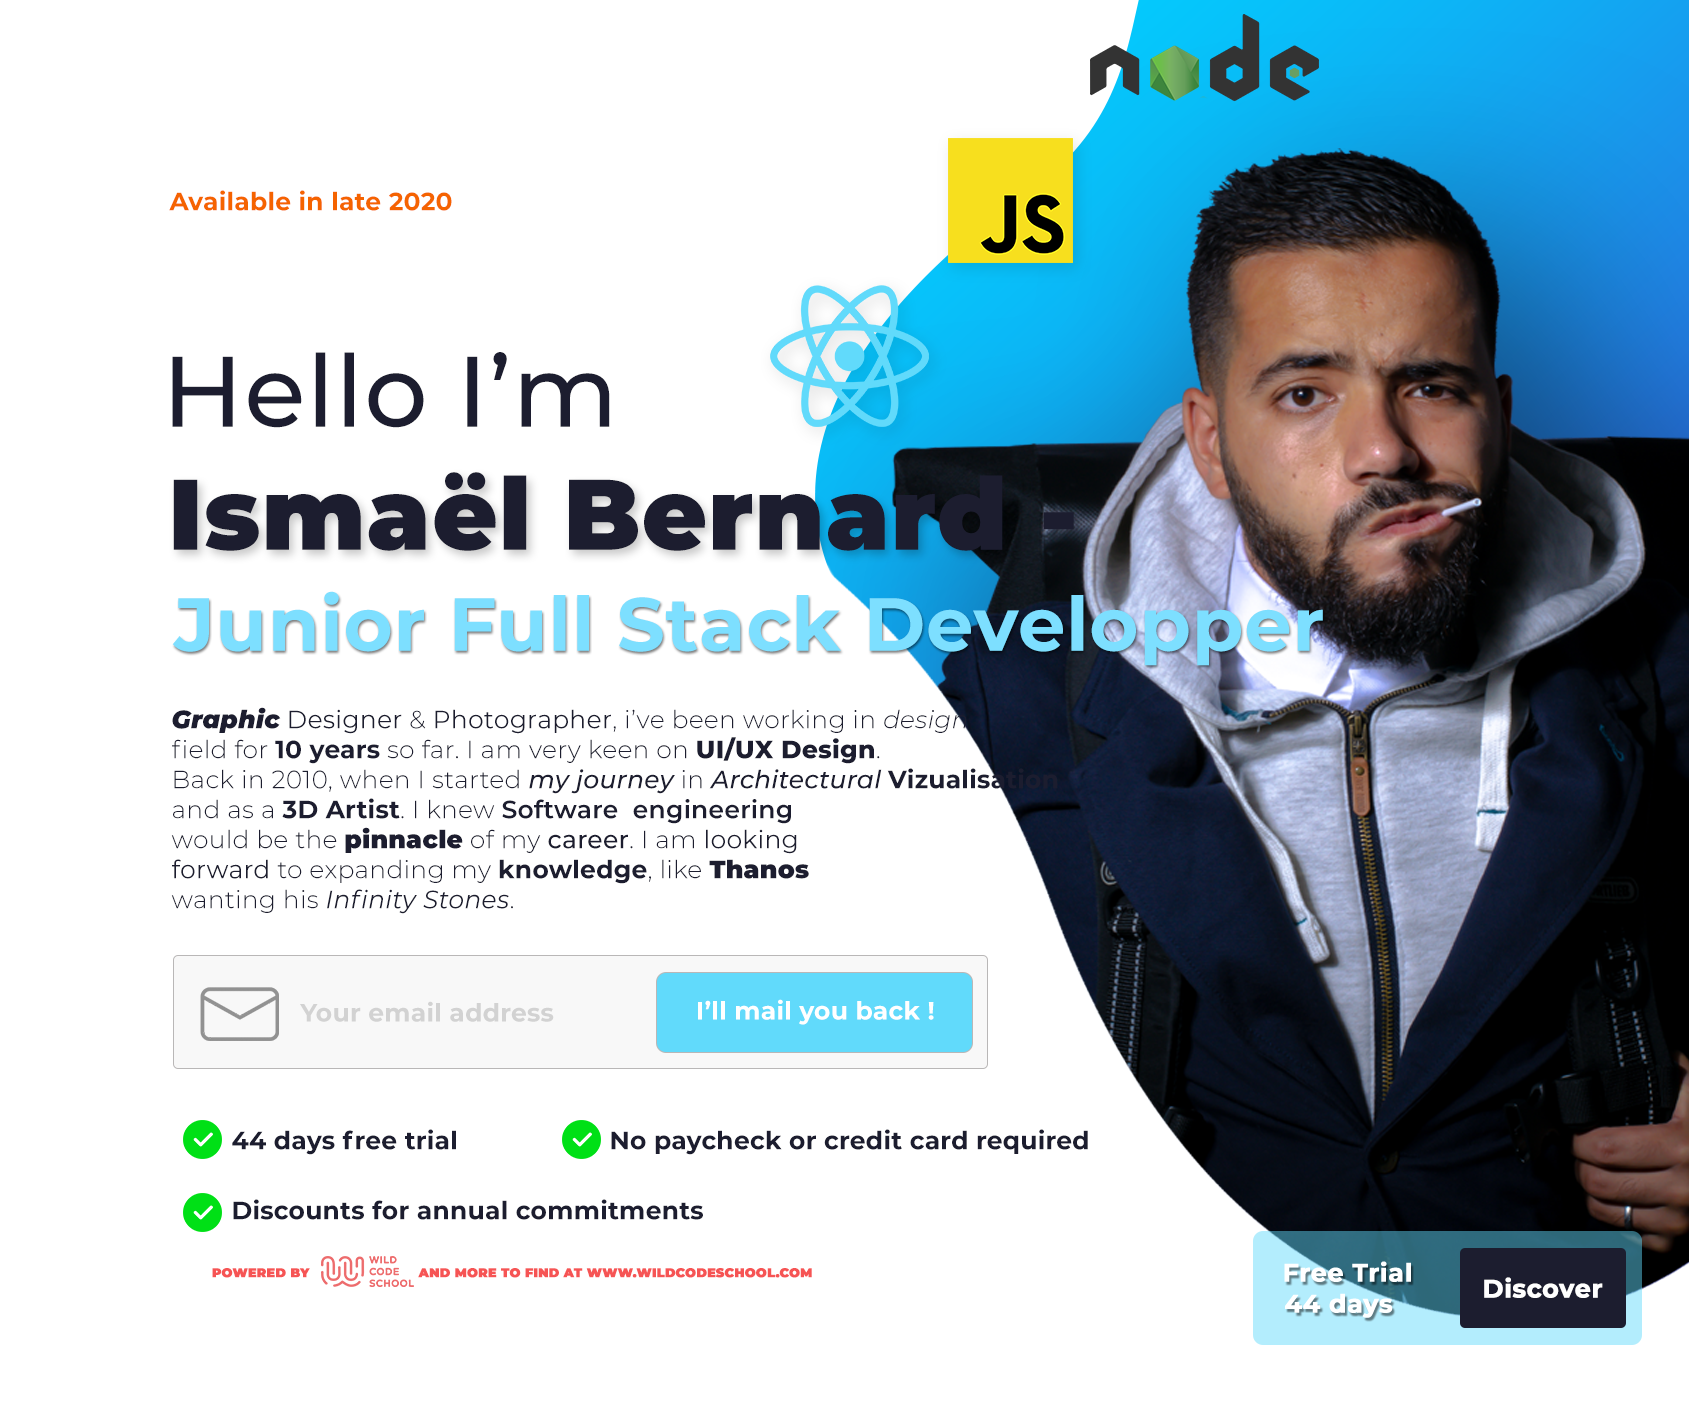 node
JS
Available in late 2020
Hello I’m
Ismaël Bernard -
Junior Full Stack Developper
Graphic Designer & Photographer, i’ve been working in design
field for 10 years so far. I am very keen on UI/UX Design.
Back in 2010, when I started my journey in Architectural Vizualisation
and as a 3D Artist. I knew Software  engineering
would be the pinnacle of my career. I am looking
forward to expanding my knowledge, like Thanos
wanting his Infinity Stones.
Your email address
I’ll mail you back !
44 days free trial
No paycheck or credit card required
Discounts for annual commitments
POWERED BY WILD CODE SCHOOL AND MORE TO FIND AT WWW.WILDCODESCHOOL.COM
Free Trial
44 days
Discover